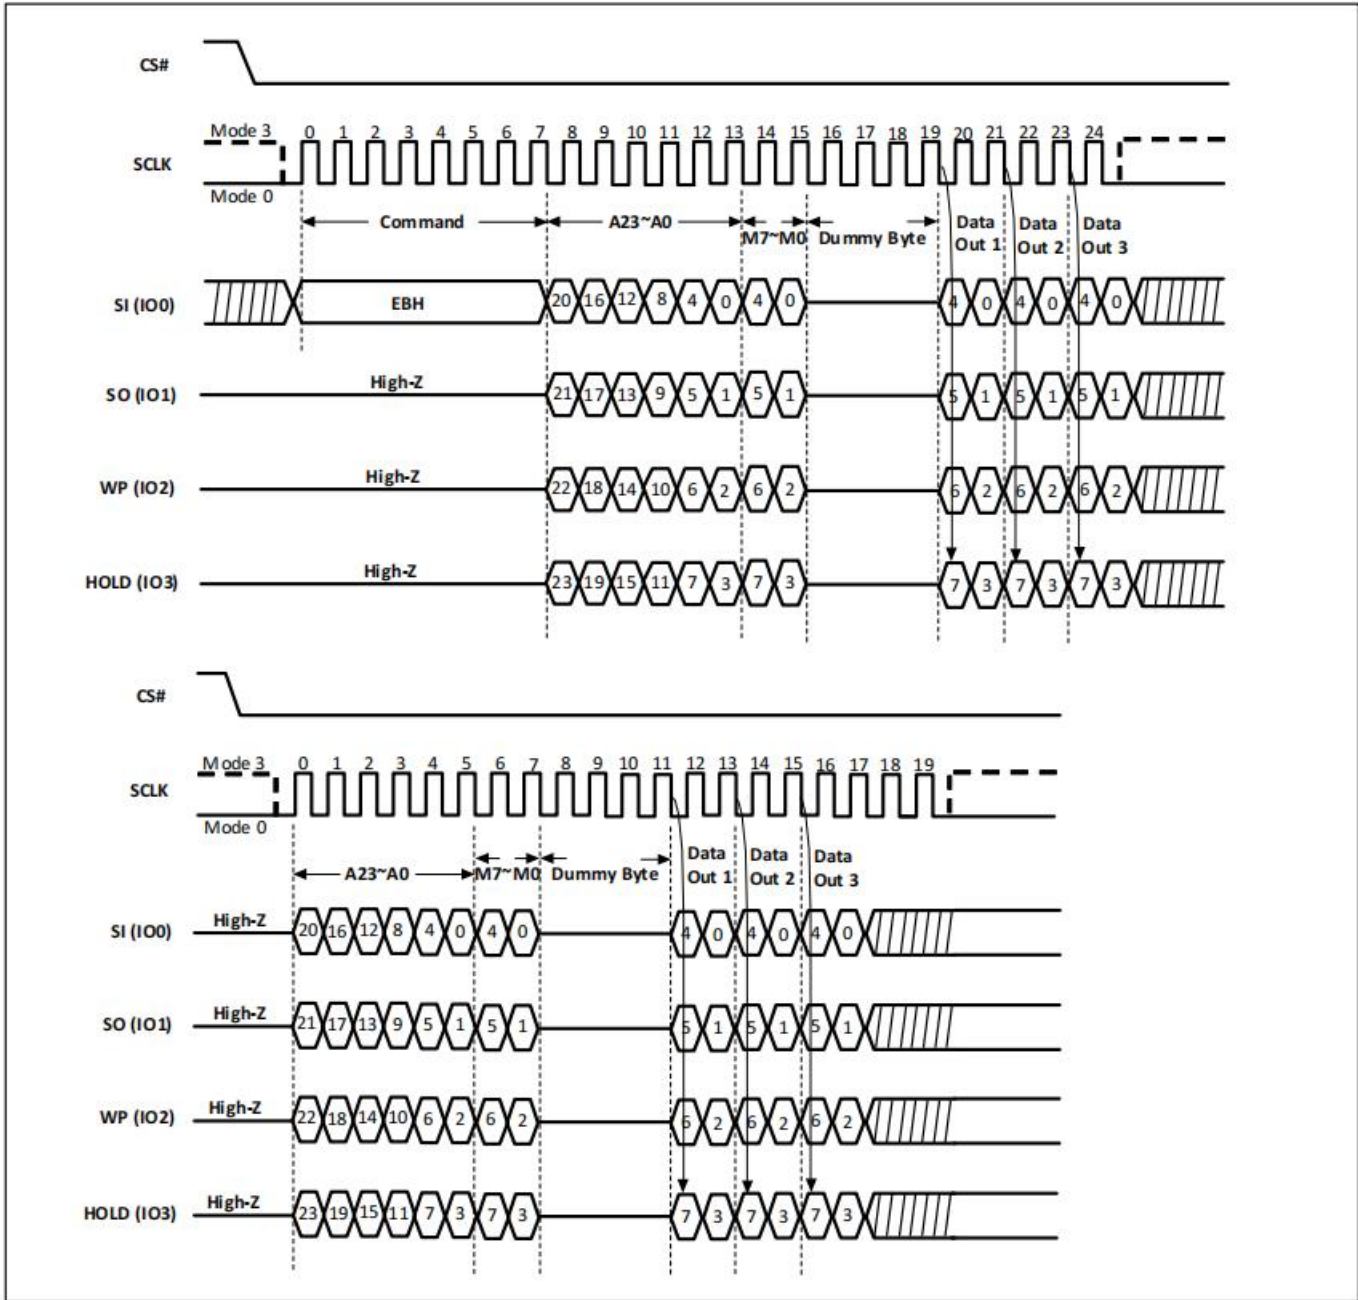 CS#
Mode 3 0 1 2 3 4 5 6 7 8 9 10 11 12 13 14 15 16 17 18 19 20 21 22 23 24
SCLK
Mode 0
Command A23~A0 M7~M0 Dummy Byte Data Out 1 Data Out 2 Data Out 3
SI (IO0) EBH 20 16 12 8 4 0 4 0 4 0 4 0 4 0
SO (IO1) High-Z 21 17 13 9 5 1 5 1 5 1 5 1 5 1
WP (IO2) High-Z 22 18 14 10 6 2 6 2 6 2 6 2 6 2
HOLD (IO3) High-Z 23 19 15 11 7 3 7 3 7 3 7 3 7 3
CS#
Mode 3 0 1 2 3 4 5 6 7 8 9 10 11 12 13 14 15 16 17 18 19
SCLK
Mode 0
A23~A0 M7~M0 Dummy Byte Data Out 1 Data Out 2 Data Out 3
SI (IO0) High-Z 20 16 12 8 4 0 4 0 4 0 4 0 4 0
SO (IO1) High-Z 21 17 13 9 5 1 5 1 5 1 5 1 5 1
WP (IO2) High-Z 22 18 14 10 6 2 6 2 6 2 6 2 6 2
HOLD (IO3) High-Z 23 19 15 11 7 3 7 3 7 3 7 3 7 3